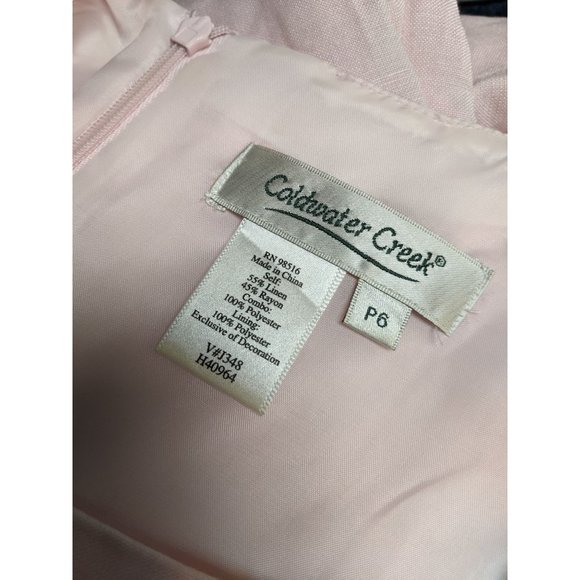 Coldwater Creek®
P6
RN 98516
Made in China
Self:
55% Linen
45% Rayon
Combo:
100% Polyester
Lining:
100% Polyester
Exclusive of Decoration
V#J348
H40964